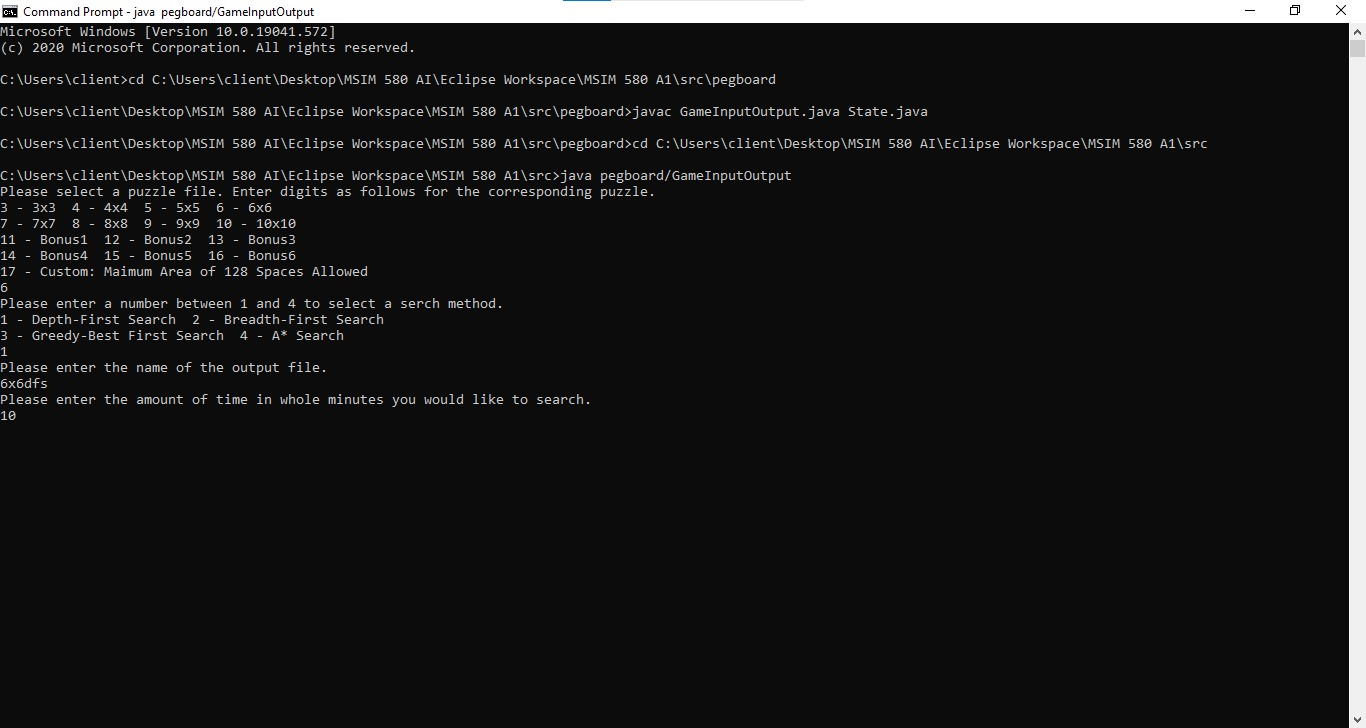 Command Prompt - java  pegboard/GameInputOutput
Microsoft Windows [Version 10.0.19041.572]
(c) 2020 Microsoft Corporation. All rights reserved.
C:\Users\client>cd C:\Users\client\Desktop\MSIM 580 AI\Eclipse Workspace\MSIM 580 A1\src\pegboard
C:\Users\client\Desktop\MSIM 580 AI\Eclipse Workspace\MSIM 580 A1\src\pegboard>javac GameInputOutput.java State.java
C:\Users\client\Desktop\MSIM 580 AI\Eclipse Workspace\MSIM 580 A1\src\pegboard>cd C:\Users\client\Desktop\MSIM 580 AI\Eclipse Workspace\MSIM 580 A1\src
C:\Users\client\Desktop\MSIM 580 AI\Eclipse Workspace\MSIM 580 A1\src>java pegboard/GameInputOutput
Please select a puzzle file. Enter digits as follows for the corresponding puzzle.
3 - 3x3  4 - 4x4  5 - 5x5  6 - 6x6
7 - 7x7  8 - 8x8  9 - 9x9  10 - 10x10
11 - Bonus1  12 - Bonus2  13 - Bonus3
14 - Bonus4  15 - Bonus5  16 - Bonus6
17 - Custom: Maimum Area of 128 Spaces Allowed
6
Please enter a number between 1 and 4 to select a serch method.
1 - Depth-First Search  2 - Breadth-First Search
3 - Greedy-Best First Search  4 - A* Search
1
Please enter the name of the output file.
6x6dfs
Please enter the amount of time in whole minutes you would like to search.
10